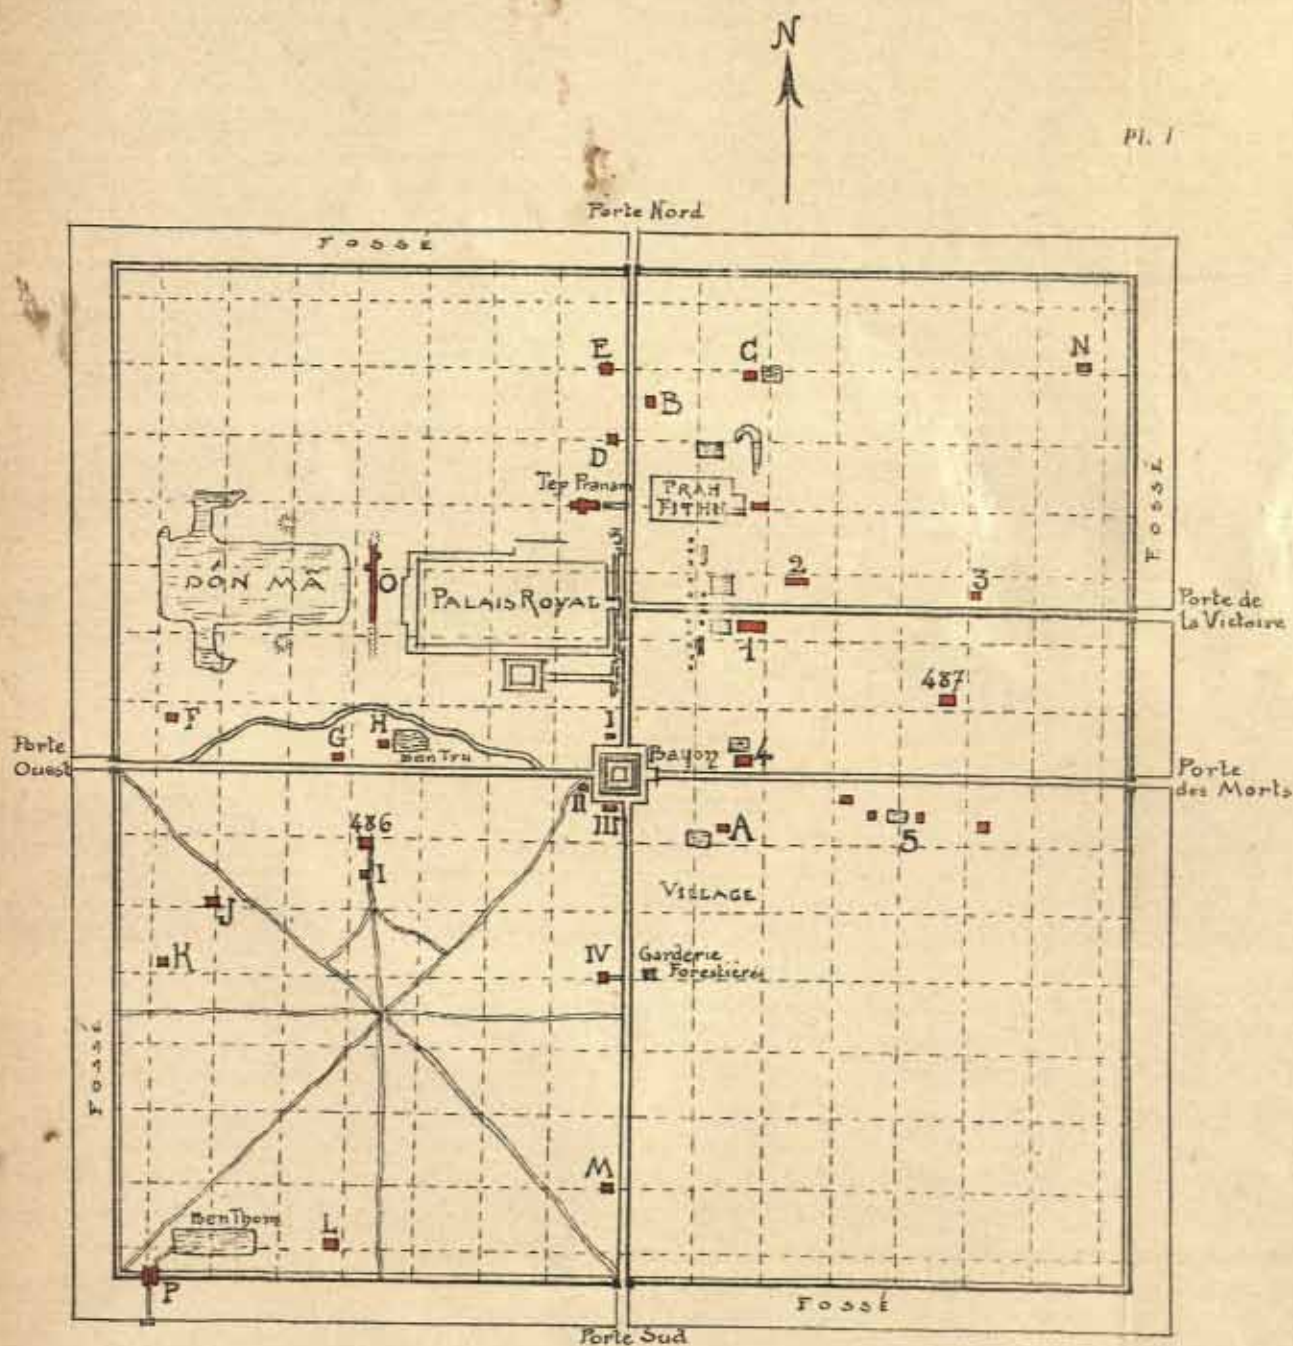 N
Pl. I
Porte Nord
FOSSÉ
E
C
N
B
D
Tep Pranam
PRAH
PITHU
FOSSÉ
DÔN MÃ
O
PALAIS ROYAL
2
3
Porte de
la Victoire
1
487
F
G
H
Ben Tru
I
Bayon
4
Porte
Ouest
Porte
des Morts
II
III
A
5
486
I
VILLAGE
J
K
IV
Garderie
Forestière
FOSSÉ
M
Ben Thom
L
P
FOSSÉ
Porte Sud